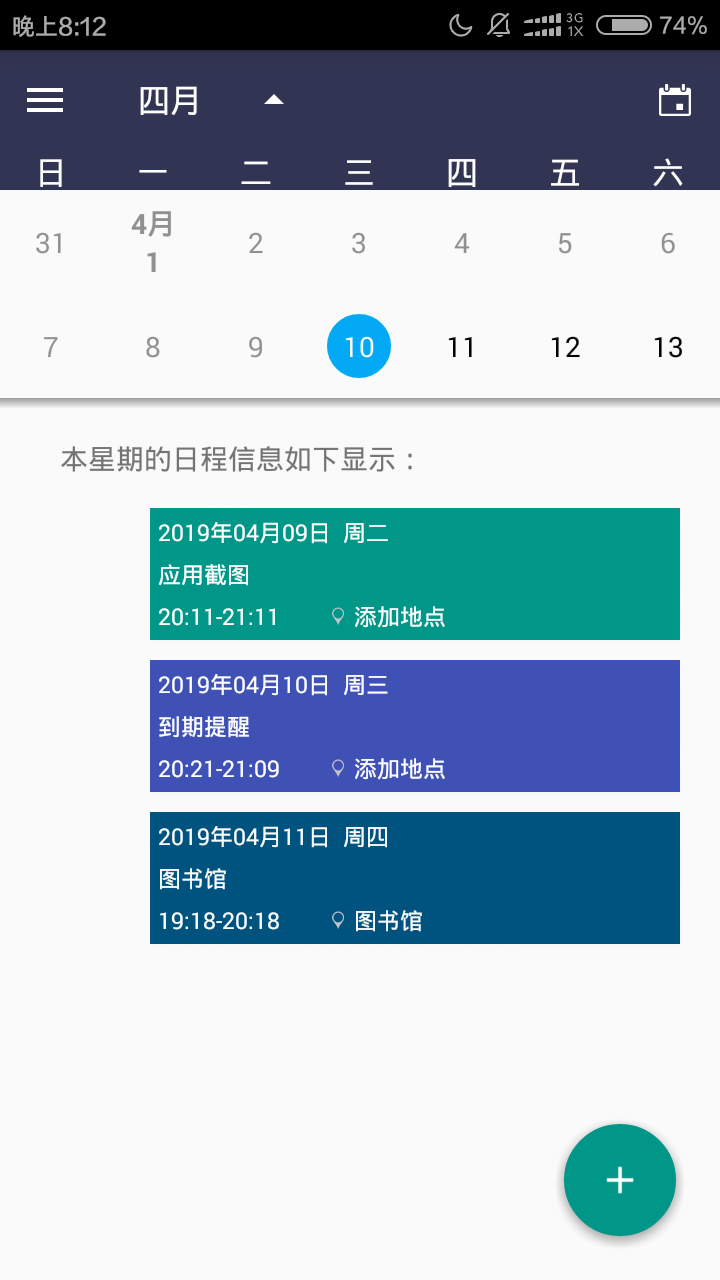 晚上8:12 3G 1X 74%
四月
日 一 二 三 四 五 六
31 4月 1 2 3 4 5 6
7 8 9 10 11 12 13
本星期的日程信息如下显示：
2019年04月09日 周二
应用截图
20:11-21:11 添加地点
2019年04月10日 周三
到期提醒
20:21-21:09 添加地点
2019年04月11日 周四
图书馆
19:18-20:18 图书馆